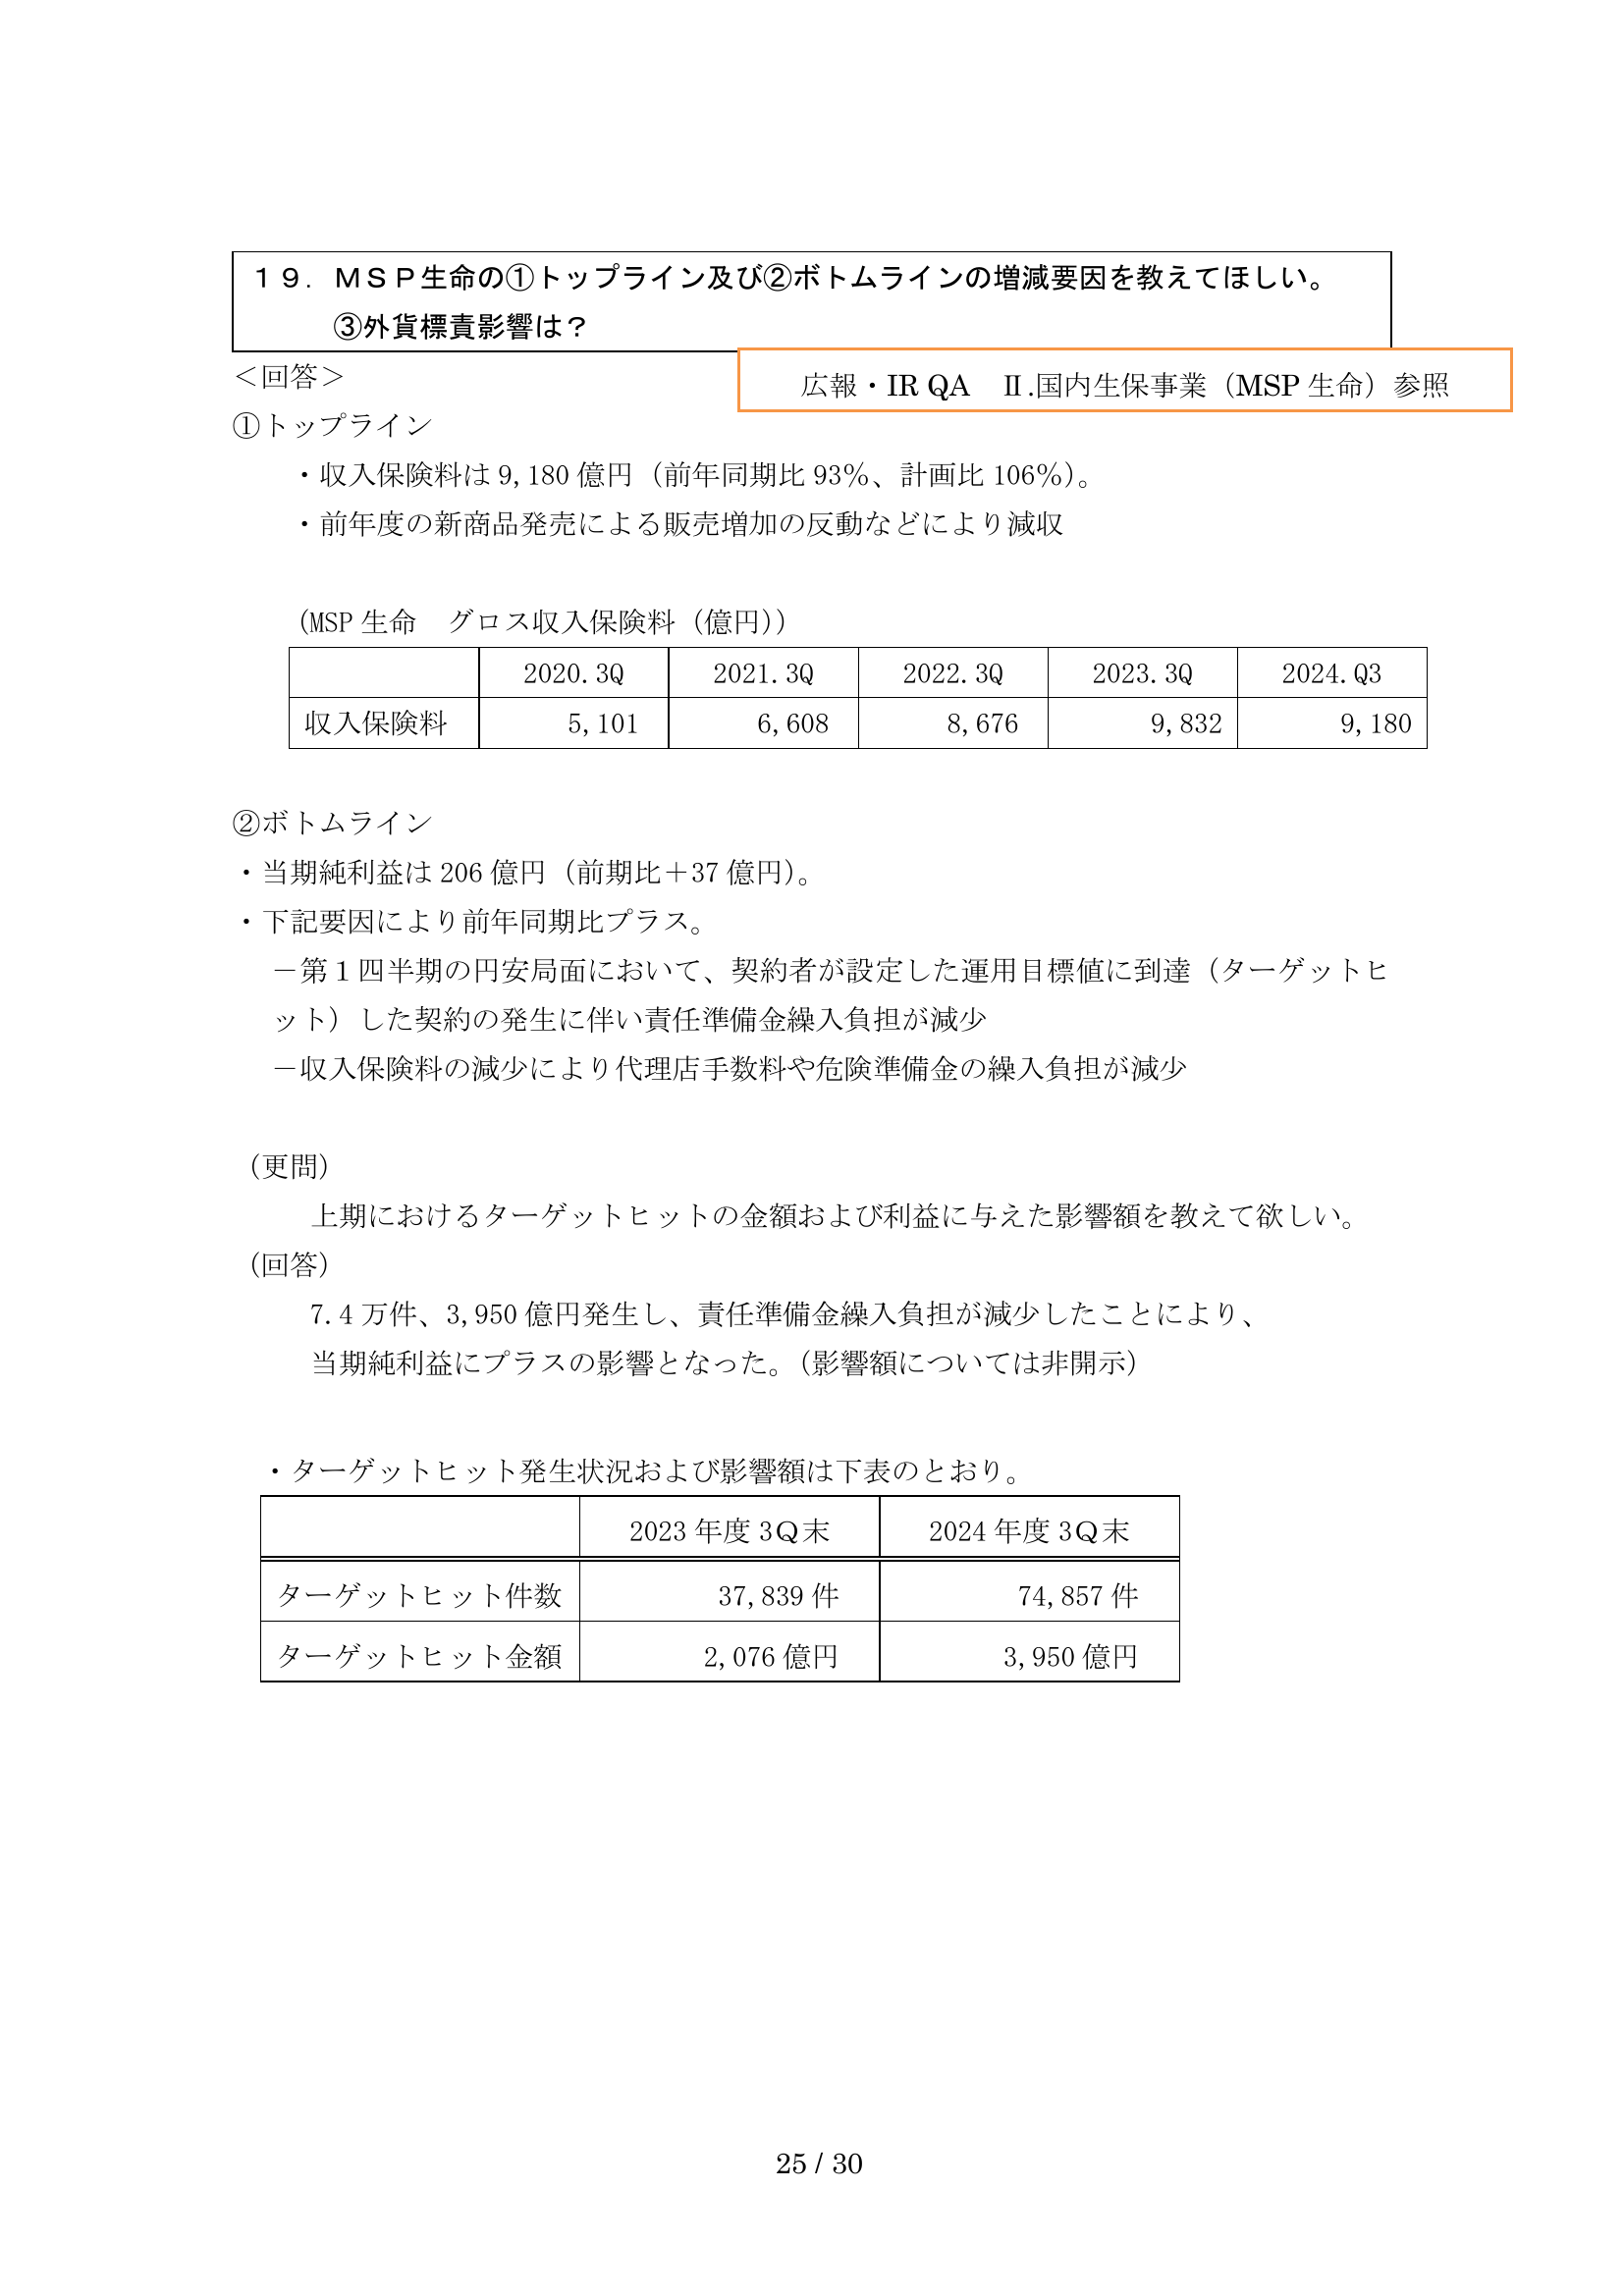 １９．ＭＳＰ生命の①トップライン及び②ボトムラインの増減要因を教えてほしい。
③外貨標責影響は？
＜回答＞
広報・IR QA　Ⅱ.国内生保事業（MSP 生命）参照
①トップライン
・収入保険料は 9,180 億円（前年同期比 93％、計画比 106％）。
・前年度の新商品発売による販売増加の反動などにより減収
（MSP 生命　グロス収入保険料（億円））
2020.3Q 2021.3Q 2022.3Q 2023.3Q 2024.Q3
収入保険料 5,101 6,608 8,676 9,832 9,180
②ボトムライン
・当期純利益は 206 億円（前期比＋37 億円）。
・下記要因により前年同期比プラス。
－第１四半期の円安局面において、契約者が設定した運用目標値に到達（ターゲットヒ
ット）した契約の発生に伴い責任準備金繰入負担が減少
－収入保険料の減少により代理店手数料や危険準備金の繰入負担が減少
（更問）
上期におけるターゲットヒットの金額および利益に与えた影響額を教えて欲しい。
（回答）
7.4 万件、3,950 億円発生し、責任準備金繰入負担が減少したことにより、
当期純利益にプラスの影響となった。（影響額については非開示）
・ターゲットヒット発生状況および影響額は下表のとおり。
2023 年度 3Ｑ末 2024 年度 3Ｑ末
ターゲットヒット件数 37,839 件 74,857 件
ターゲットヒット金額 2,076 億円 3,950 億円
25 / 30